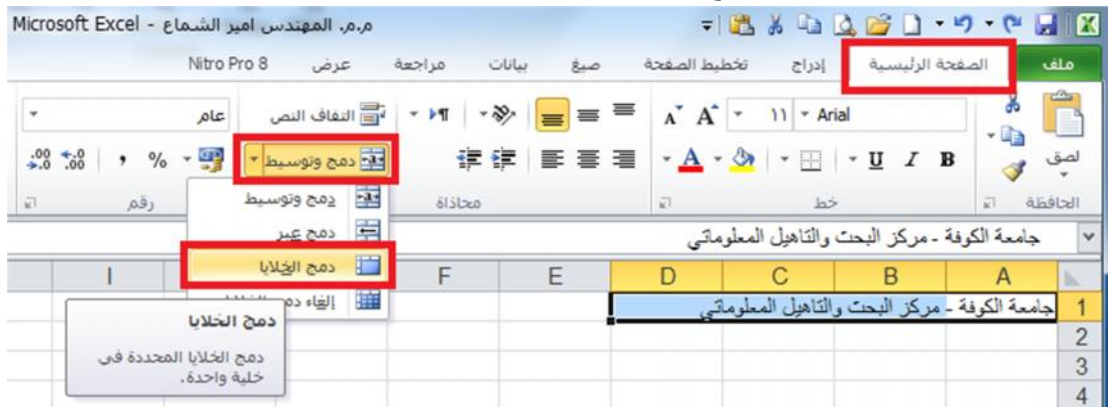 م.م. المهندس امير الشماع - Microsoft Excel
ملف الصفحة الرئيسية إدراج تخطيط الصفحة صيغ بيانات مراجعة عرض Nitro Pro 8
Arial ١١ التفاف النص عام
لصق B I U A دمج وتوسيط %
الحافظة خط محاذاة رقم
دمج وتوسيط
دمج عبر
دمج الخلايا
إلغاء دمج الخلايا
جامعة الكوفة - مركز البحث والتاهيل المعلوماتي
A B C D E F I
1 جامعة الكوفة - مركز البحث والتاهيل المعلوماتي
2
3
4
دمج الخلايا
دمج الخلايا المحددة في
خلية واحدة.